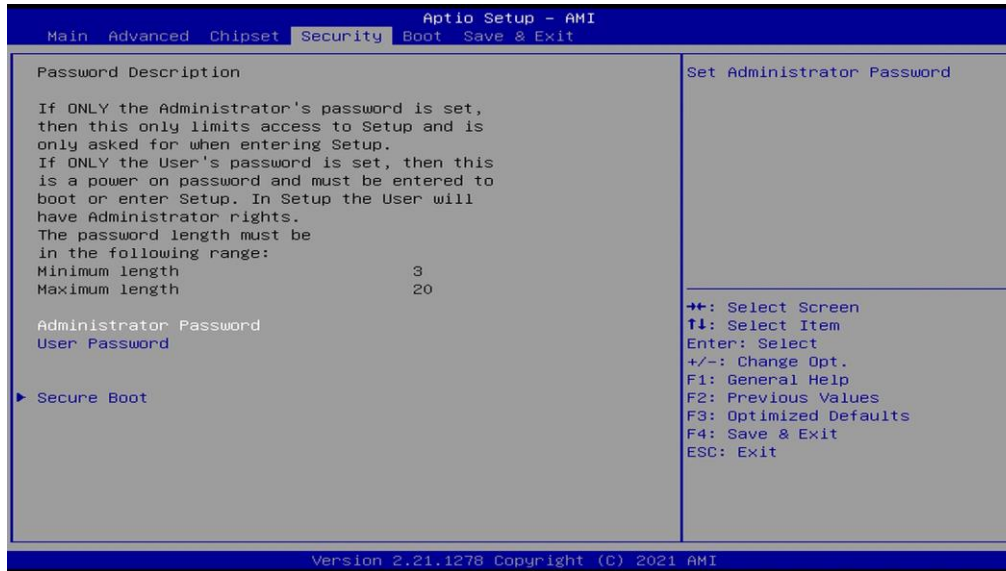 Aptio Setup – AMI
Main Advanced Chipset Security Boot Save & Exit
Password Description
If ONLY the Administrator's password is set,
then this only limits access to Setup and is
only asked for when entering Setup.
If ONLY the User's password is set, then this
is a power on password and must be entered to
boot or enter Setup. In Setup the User will
have Administrator rights.
The password length must be
in the following range:
Minimum length 3
Maximum length 20
Administrator Password
User Password
► Secure Boot
Set Administrator Password
→←: Select Screen
↑↓: Select Item
Enter: Select
+/-: Change Opt.
F1: General Help
F2: Previous Values
F3: Optimized Defaults
F4: Save & Exit
ESC: Exit
Version 2.21.1278 Copyright (C) 2021 AMI